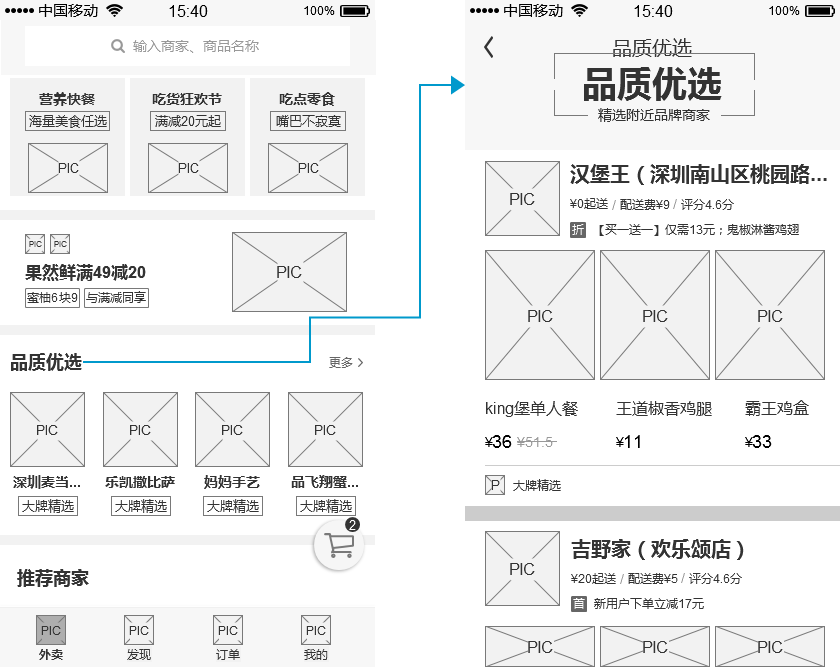 中国移动 15:40 100%
输入商家、商品名称
营养快餐 吃货狂欢节 吃点零食
海量美食任选 满减20元起 嘴巴不寂寞
PIC PIC PIC
PIC PIC
果然鲜满49减20
PIC
蜜柚6块9 与满减同享
品质优选 更多
PIC PIC PIC PIC
深圳麦当... 乐凯撒比萨 妈妈手艺 品飞翔蟹...
大牌精选 大牌精选 大牌精选 大牌精选
2
推荐商家
PIC PIC PIC PIC
外卖 发现 订单 我的
中国移动 15:40 100%
品质优选
品质优选
精选附近品牌商家
PIC
汉堡王（深圳南山区桃园路...
¥0起送 / 配送费¥9 / 评分4.6分
折 【买一送一】仅需13元；鬼椒淋酱鸡翅
PIC PIC PIC
king堡单人餐 王道椒香鸡腿 霸王鸡盒
¥36 ¥51.5 ¥11 ¥33
P 大牌精选
PIC
吉野家（欢乐颂店）
¥20起送 / 配送费¥5 / 评分4.6分
首 新用户下单立减17元
PIC PIC PIC